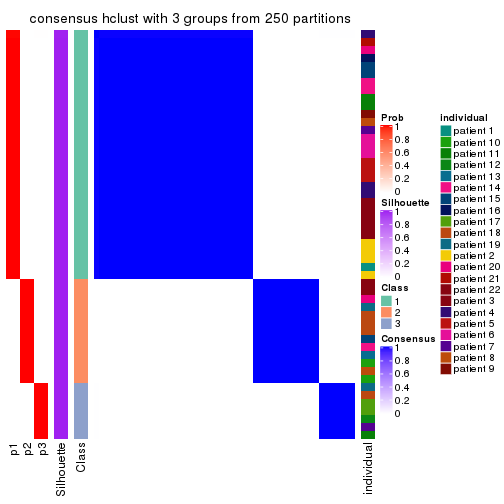 consensus hclust with 3 groups from 250 partitions
Prob
1
0.8
0.6
0.4
0.2
0
Silhouette
1
0.8
0.6
0.4
0.2
0
Class
1
2
3
Consensus
1
0.8
0.6
0.4
0.2
0
individual
patient 1
patient 10
patient 11
patient 12
patient 13
patient 14
patient 15
patient 16
patient 17
patient 18
patient 19
patient 2
patient 20
patient 21
patient 22
patient 3
patient 4
patient 5
patient 6
patient 7
patient 8
patient 9
p1
p2
p3
Silhouette
Class
individual